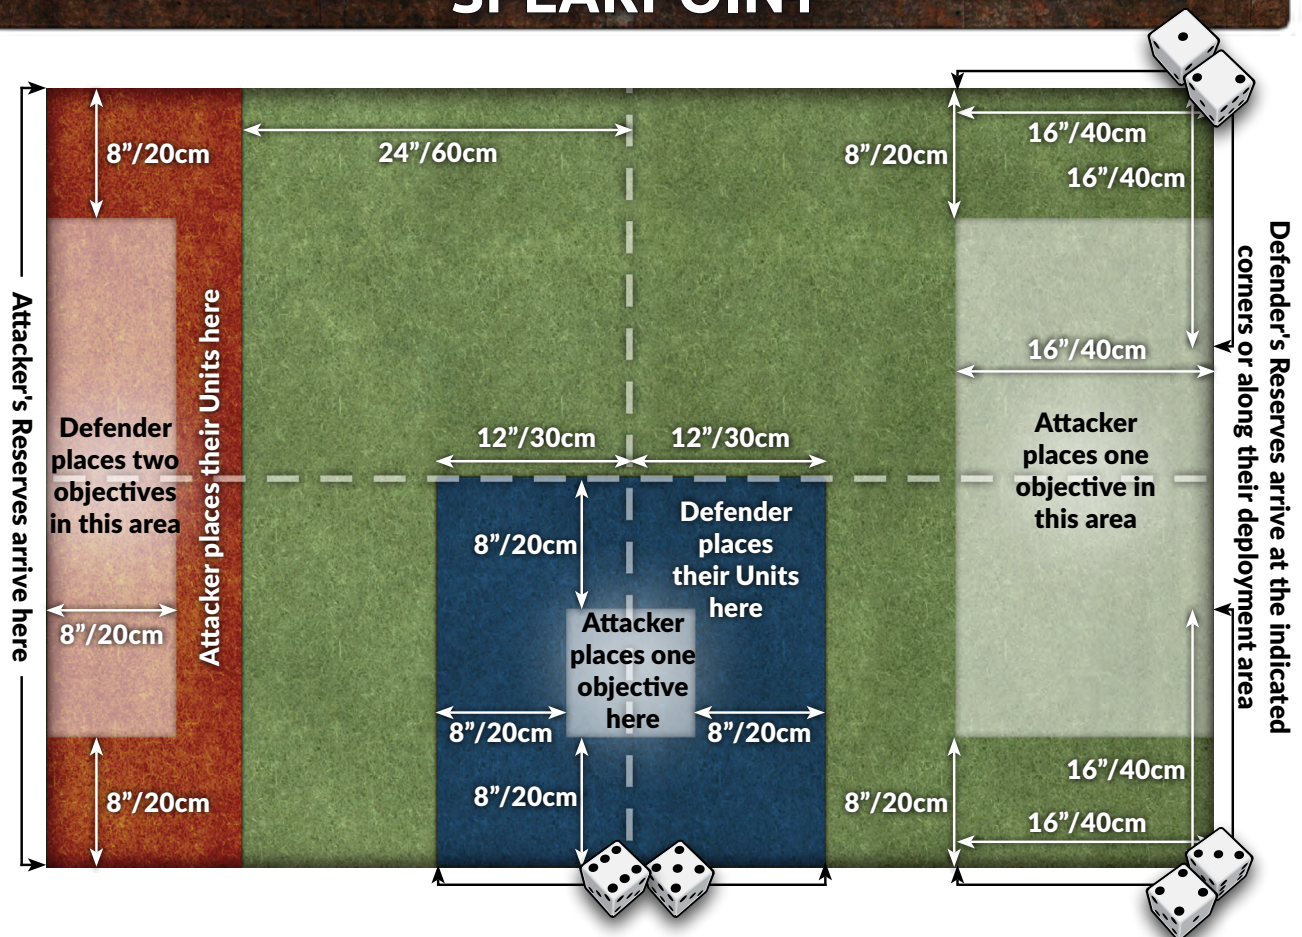 SPEARPOINT
8”/20cm
24”/60cm
8”/20cm
16”/40cm
16”/40cm
Attacker's Reserves arrive here
Defender
places two
objectives
in this area
Attacker places their Units here
8”/20cm
8”/20cm
12”/30cm
12”/30cm
8”/20cm
Defender
places
their Units
here
Attacker
places one
objective
here
8”/20cm
8”/20cm
8”/20cm
16”/40cm
Attacker
places one
objective in
this area
8”/20cm
16”/40cm
16”/40cm
Defender's Reserves arrive at the indicated
corners or along their deployment area